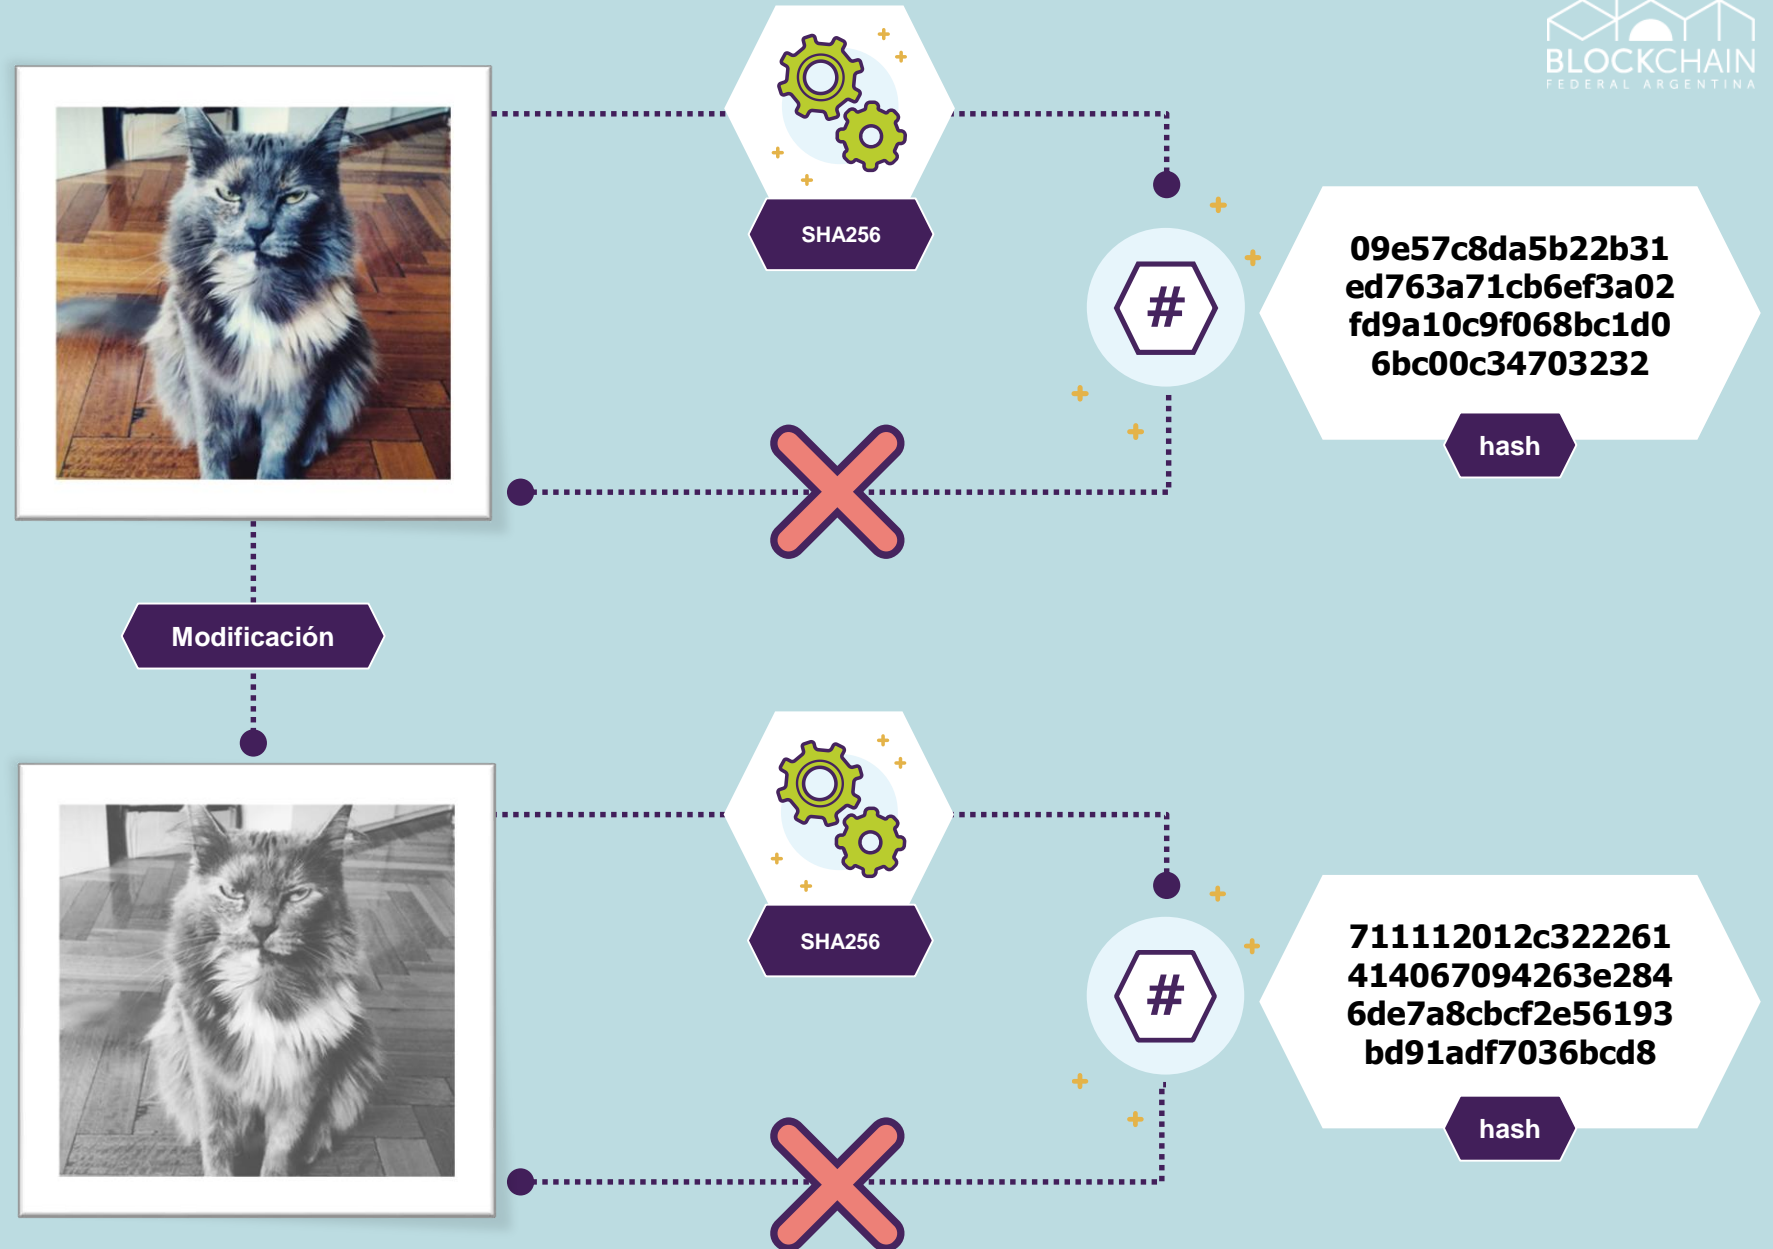 BLOCKCHAIN
FEDERAL ARGENTINA
SHA256
#
09e57c8da5b22b31
ed763a71cb6ef3a02
fd9a10c9f068bc1d0
6bc00c34703232
hash
Modificación
SHA256
#
711112012c322261
414067094263e284
6de7a8cbcf2e56193
bd91adf7036bcd8
hash